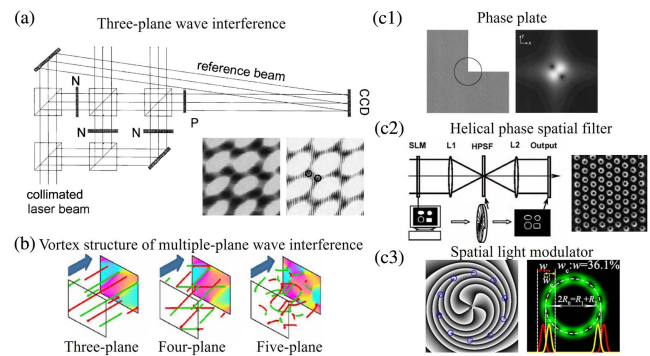 (a)
Three-plane wave interference
reference beam
N
N
N
P
CCD
collimated
laser beam
(b) Vortex structure of multiple-plane wave interference
Three-plane
Four-plane
Five-plane
(c1)
Phase plate
(c2)
Helical phase spatial filter
SLM
L1
HPSF
L2
Output
(c3)
Spatial light modulator
:w=36.1%